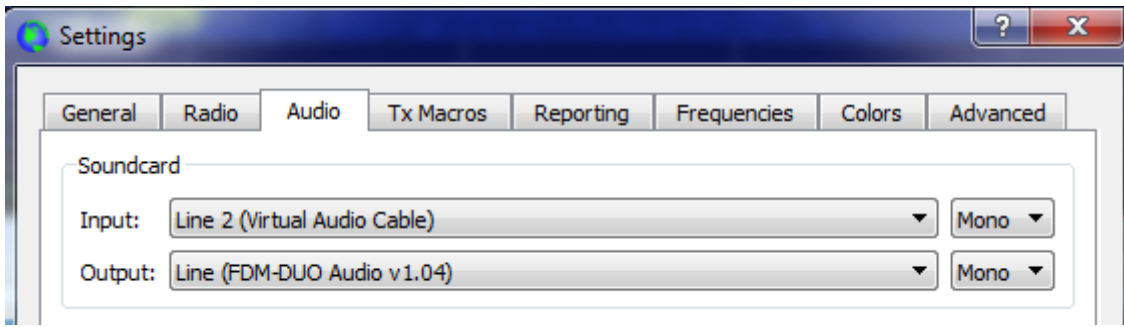 Settings
General Radio Audio Tx Macros Reporting Frequencies Colors Advanced
Soundcard
Input: Line 2 (Virtual Audio Cable) Mono
Output: Line (FDM-DUO Audio v1.04) Mono